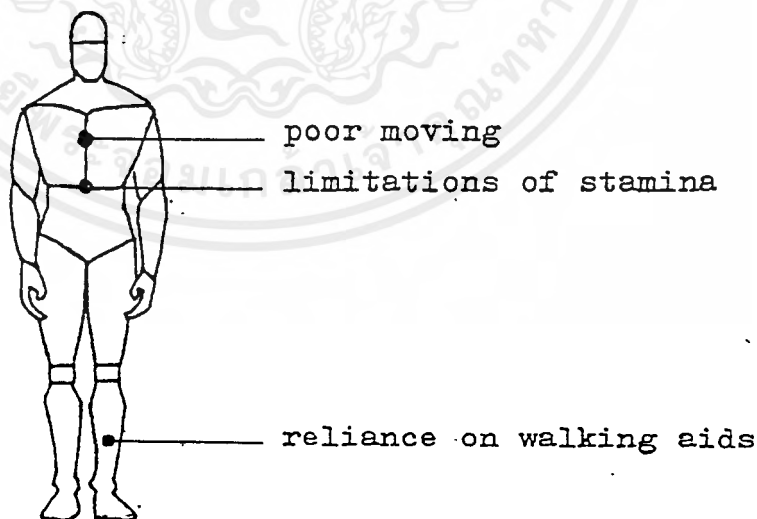 poor moving
limitations of stamina
reliance on walking aids